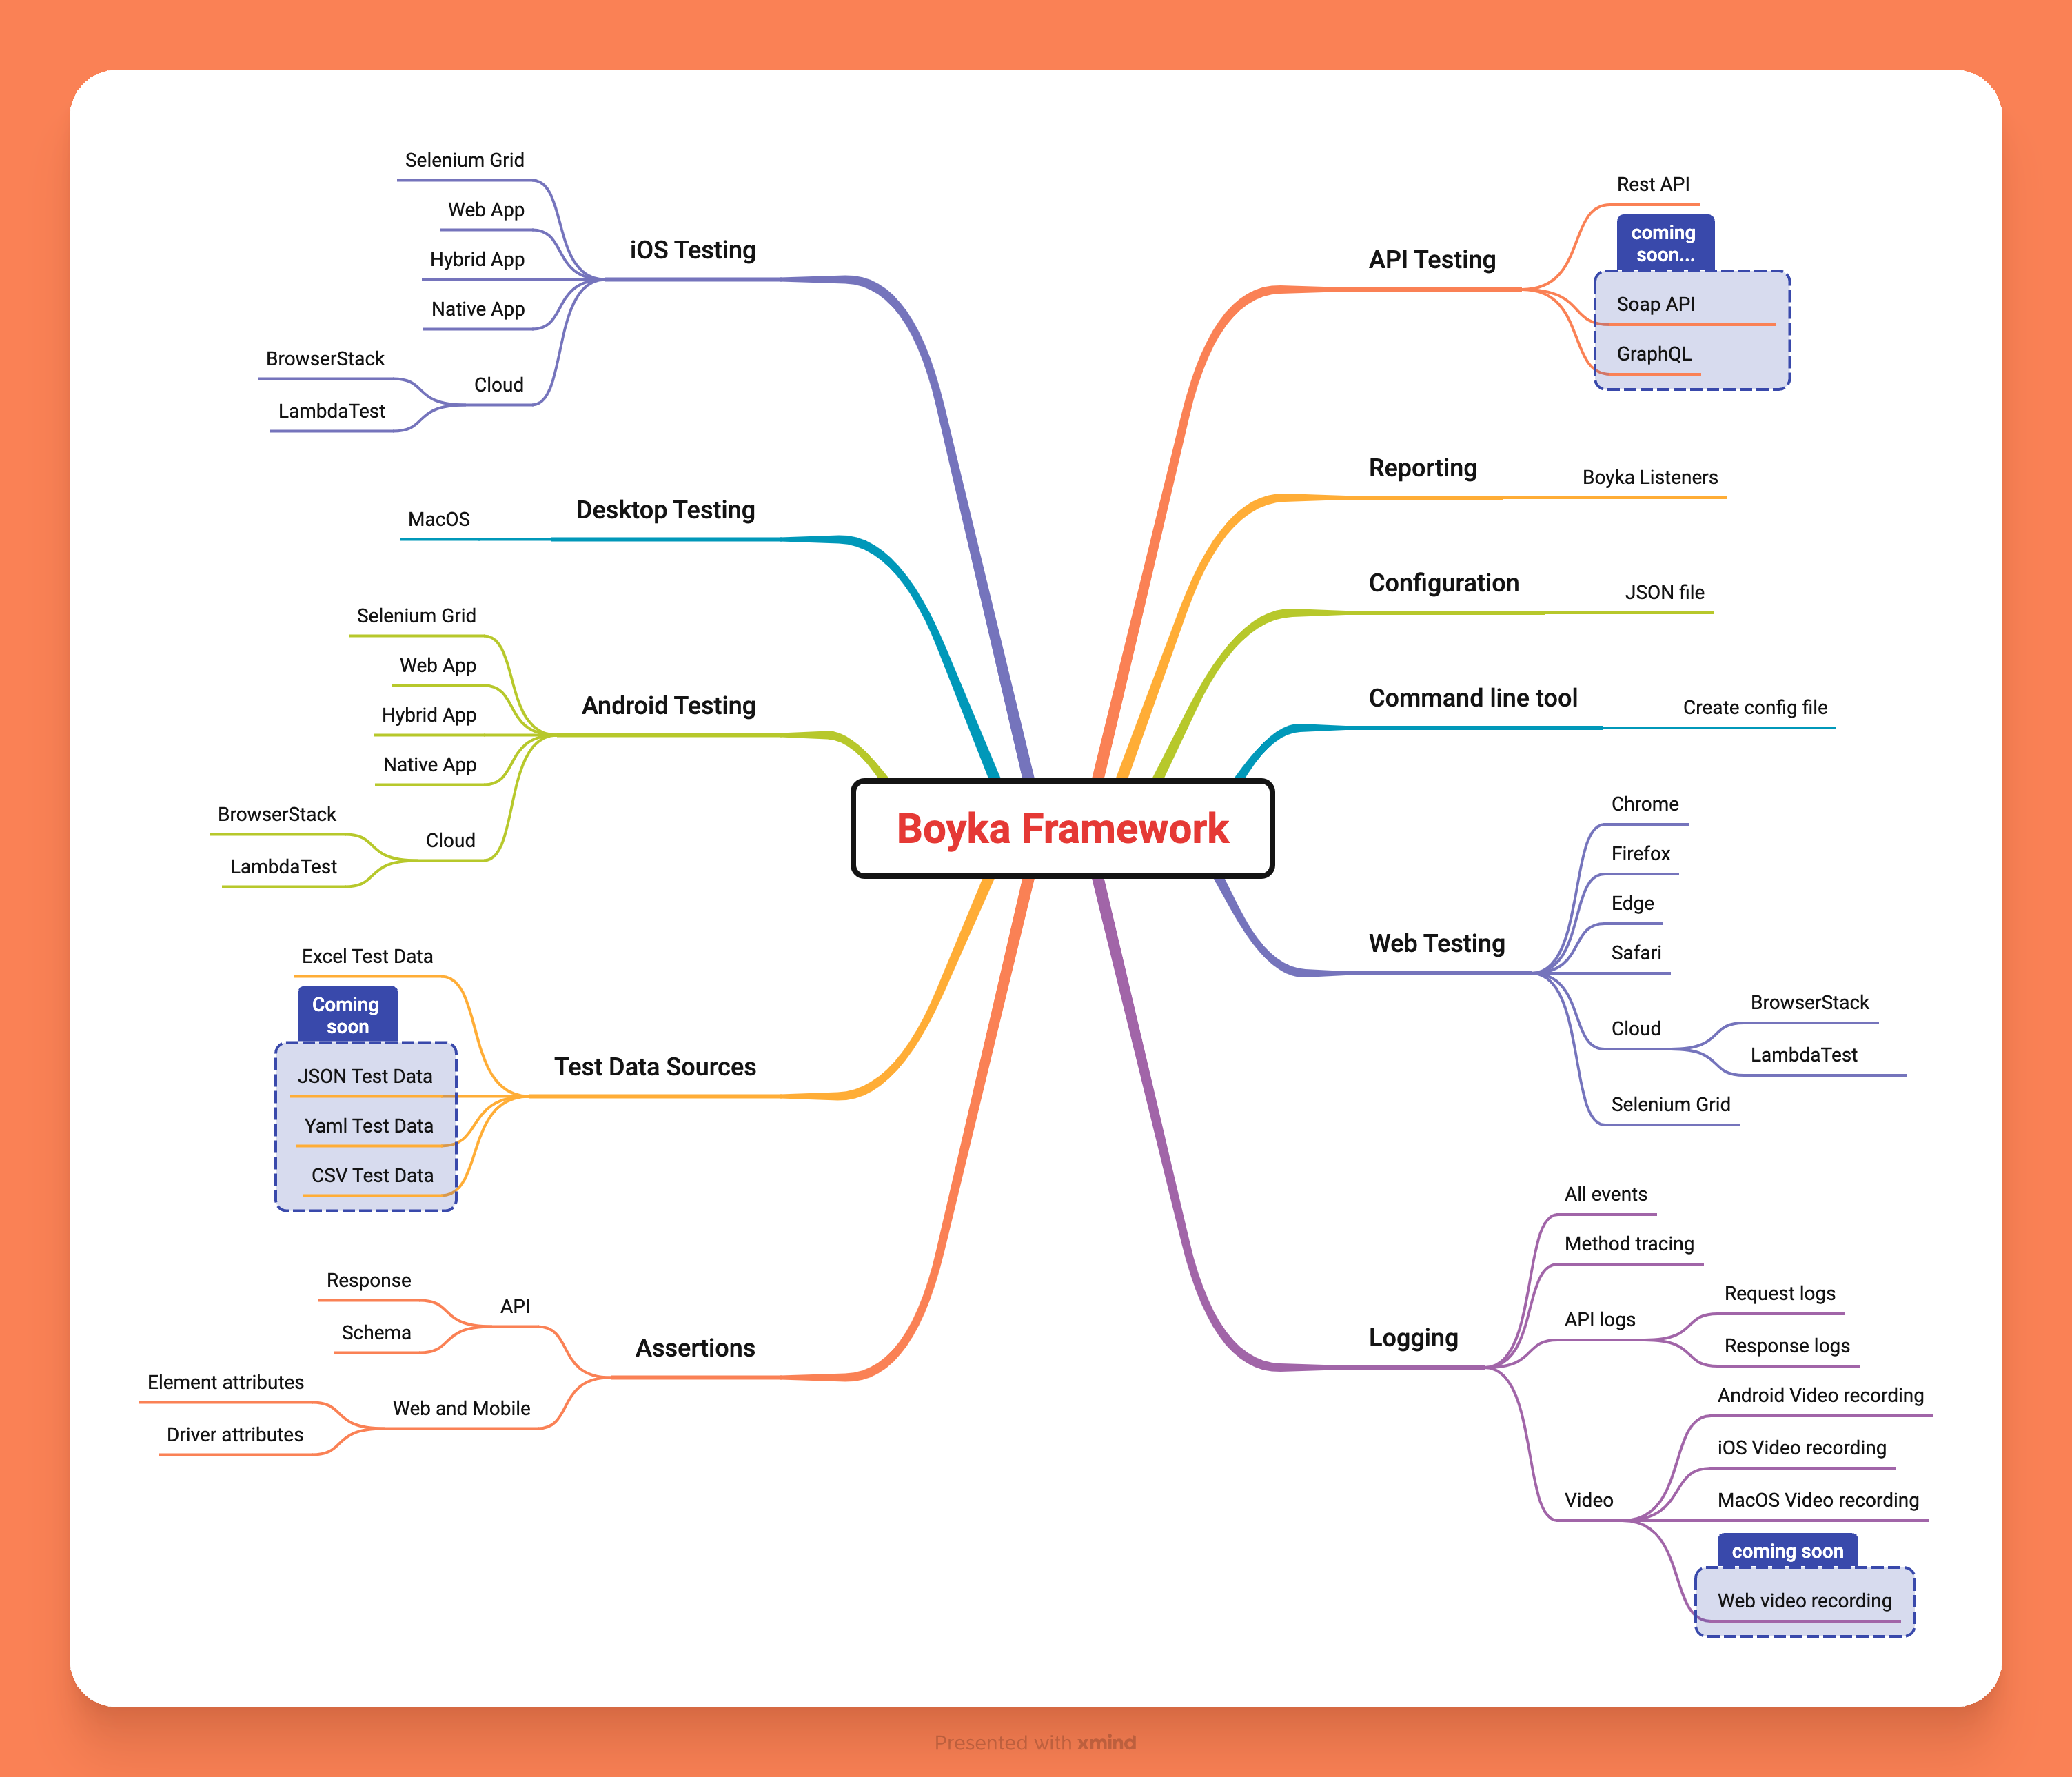 Boyka Framework
API Testing
Rest API
coming
soon...
Soap API
GraphQL
Reporting
Boyka Listeners
Configuration
JSON file
Command line tool
Create config file
Web Testing
Chrome
Firefox
Edge
Safari
Cloud
BrowserStack
LambdaTest
Selenium Grid
Logging
All events
Method tracing
API logs
Request logs
Response logs
Video
Android Video recording
iOS Video recording
MacOS Video recording
coming soon
Web video recording
iOS Testing
Selenium Grid
Web App
Hybrid App
Native App
Cloud
BrowserStack
LambdaTest
Desktop Testing
MacOS
Android Testing
Selenium Grid
Web App
Hybrid App
Native App
Cloud
BrowserStack
LambdaTest
Test Data Sources
Excel Test Data
Coming
soon
JSON Test Data
Yaml Test Data
CSV Test Data
Assertions
API
Response
Schema
Web and Mobile
Element attributes
Driver attributes
Presented with xmind